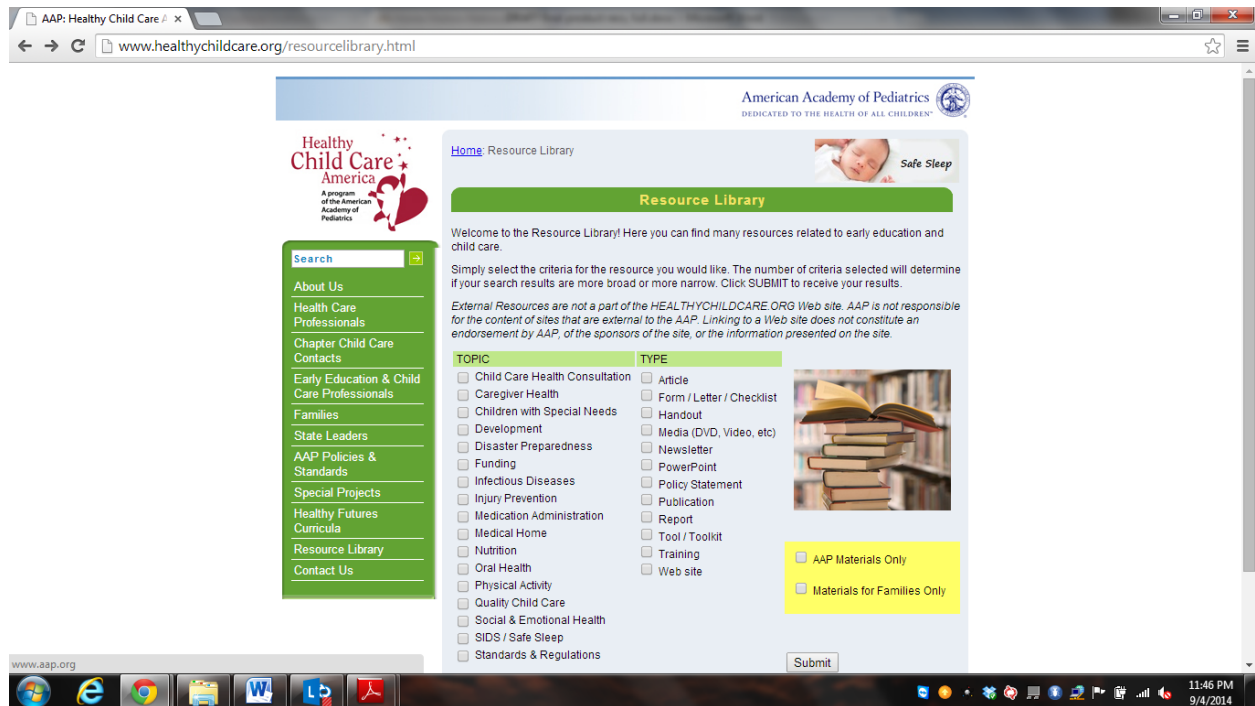 AAP: Healthy Child Care A
www.healthychildcare.org/resourcelibrary.html
American Academy of Pediatrics
DEDICATED TO THE HEALTH OF ALL CHILDREN™
Healthy
Child Care
America
A program
of the American
Academy of
Pediatrics
Home: Resource Library
Safe Sleep
Resource Library
Welcome to the Resource Library! Here you can find many resources related to early education and
child care.
Simply select the criteria for the resource you would like. The number of criteria selected will determine
if your search results are more broad or more narrow. Click SUBMIT to receive your results.
External Resources are not a part of the HEALTHYCHILDCARE.ORG Web site. AAP is not responsible
for the content of sites that are external to the AAP. Linking to a Web site does not constitute an
endorsement by AAP, of the sponsors of the site, or the information presented on the site.
Search
About Us
Health Care
Professionals
Chapter Child Care
Contacts
Early Education & Child
Care Professionals
Families
State Leaders
AAP Policies &
Standards
Special Projects
Healthy Futures
Curricula
Resource Library
Contact Us
TOPIC
Child Care Health Consultation
Caregiver Health
Children with Special Needs
Development
Disaster Preparedness
Funding
Infectious Diseases
Injury Prevention
Medication Administration
Medical Home
Nutrition
Oral Health
Physical Activity
Quality Child Care
Social & Emotional Health
SIDS / Safe Sleep
Standards & Regulations
TYPE
Article
Form / Letter / Checklist
Handout
Media (DVD, Video, etc)
Newsletter
PowerPoint
Policy Statement
Publication
Report
Tool / Toolkit
Training
Web site
AAP Materials Only
Materials for Families Only
Submit
www.aap.org
11:46 PM
9/4/2014